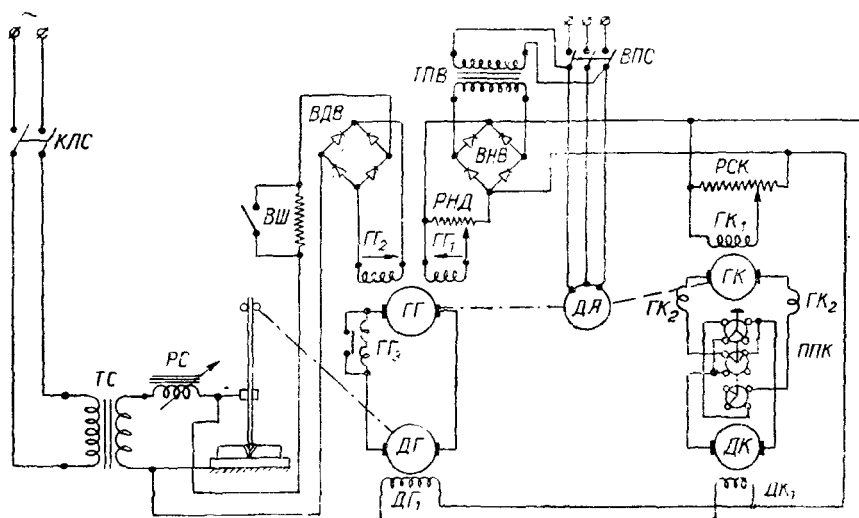 ~
КЛС
ТПВ
ВПС
ВДВ
ВНВ
РСК
ВШ
РНД
ГК₁
ГГ₂
ГГ₁
ГГ
ДЯ
ГК
ГК₂
ГК₂
ГГ₃
ППК
РС
ТС
ДГ
ДК
ДГ₁
ДК₁